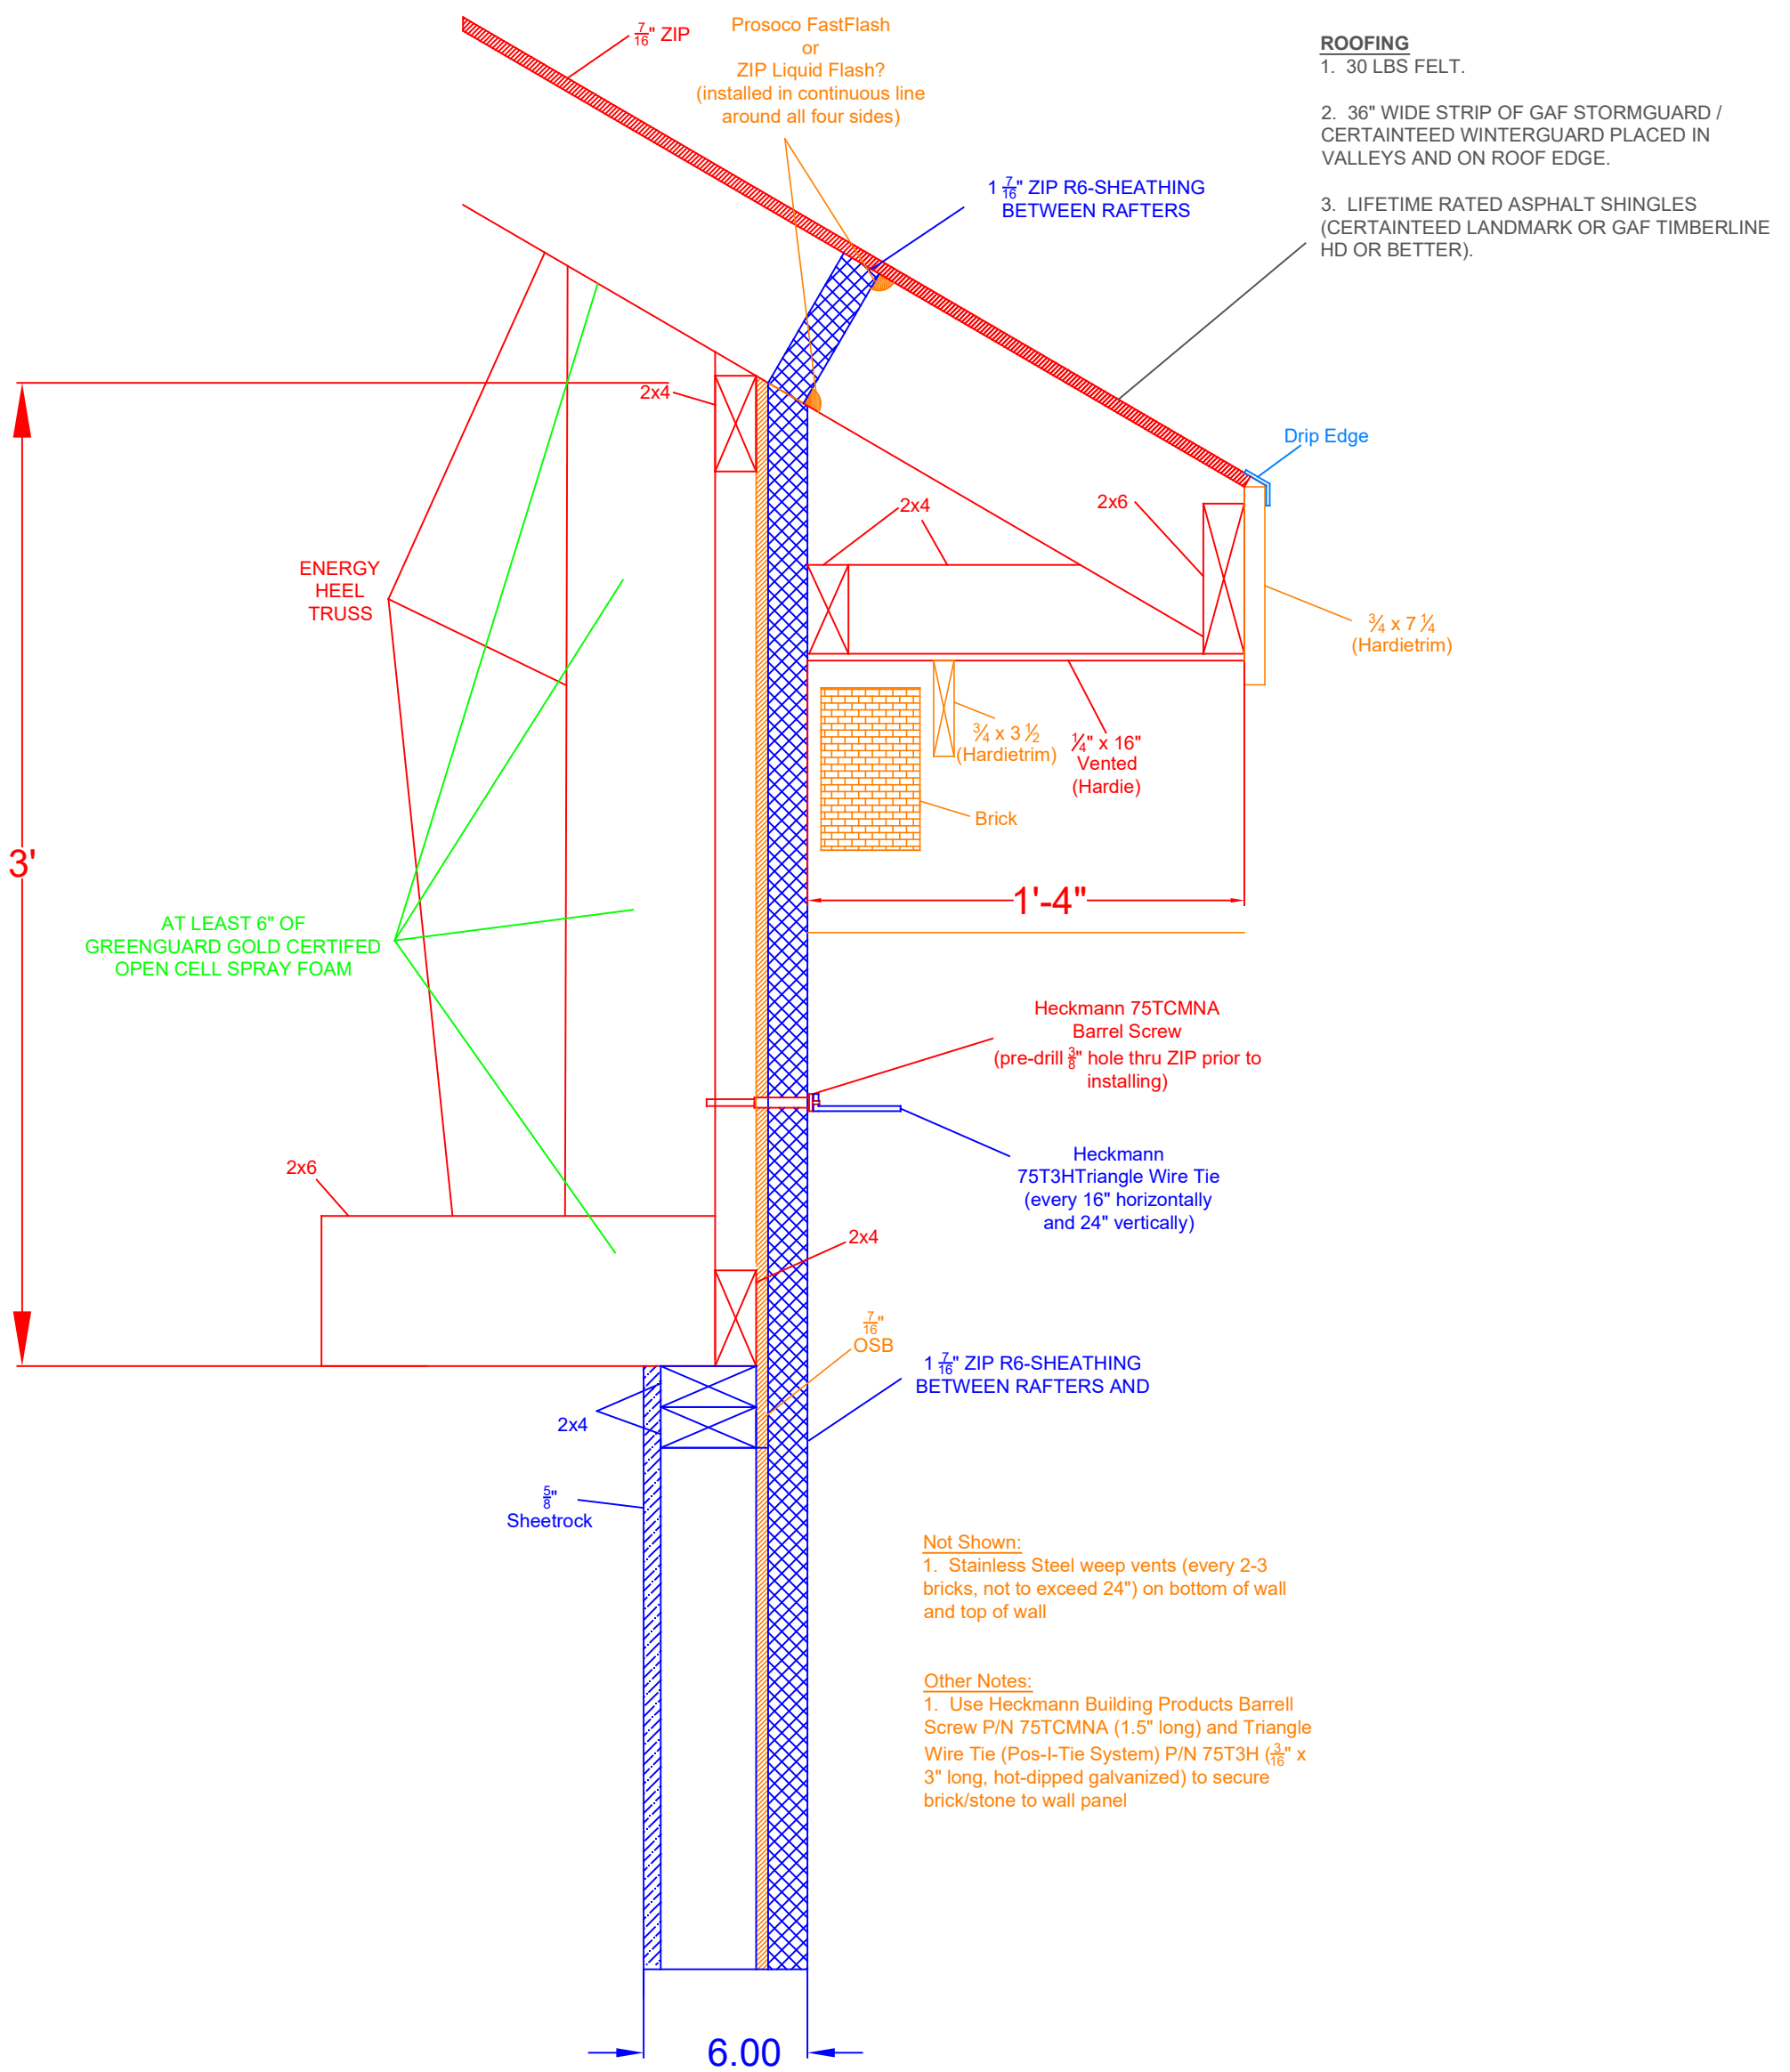 7/16" ZIP
Prosoco FastFlash
or
ZIP Liquid Flash?
(installed in continuous line
around all four sides)
ROOFING
1. 30 LBS FELT.
2. 36" WIDE STRIP OF GAF STORMGUARD /
CERTAINTEED WINTERGUARD PLACED IN
VALLEYS AND ON ROOF EDGE.
3. LIFETIME RATED ASPHALT SHINGLES
(CERTAINTEED LANDMARK OR GAF TIMBERLINE
HD OR BETTER).
1 7/16" ZIP R6-SHEATHING
BETWEEN RAFTERS
2x4
Drip Edge
2x4
2x6
ENERGY
HEEL
TRUSS
3/4 x 7 1/4
(Hardietrim)
3/4 x 3 1/2
(Hardietrim)
1/4" x 16"
Vented
(Hardie)
Brick
3'
1'-4"
AT LEAST 6" OF
GREENGUARD GOLD CERTIFED
OPEN CELL SPRAY FOAM
Heckmann 75TCMNA
Barrel Screw
(pre-drill 3/8" hole thru ZIP prior to
installing)
Heckmann
75T3HTriangle Wire Tie
(every 16" horizontally
and 24" vertically)
2x6
2x4
7/16"
OSB
1 7/16" ZIP R6-SHEATHING
BETWEEN RAFTERS AND
2x4
5/8"
Sheetrock
Not Shown:
1. Stainless Steel weep vents (every 2-3
bricks, not to exceed 24") on bottom of wall
and top of wall
Other Notes:
1. Use Heckmann Building Products Barrell
Screw P/N 75TCMNA (1.5" long) and Triangle
Wire Tie (Pos-I-Tie System) P/N 75T3H (3/16" x
3" long, hot-dipped galvanized) to secure
brick/stone to wall panel
6.00